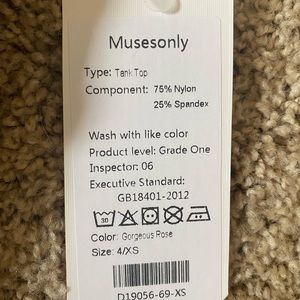 Musesonly
Type: Tank Top
Component: 75% Nylon
25% Spandex
Wash with like color
Product level: Grade One
Inspector: 06
Executive Standard:
GB18401-2012
30
Color: Gorgeous Rose
Size: 4/XS
D19056-69-XS